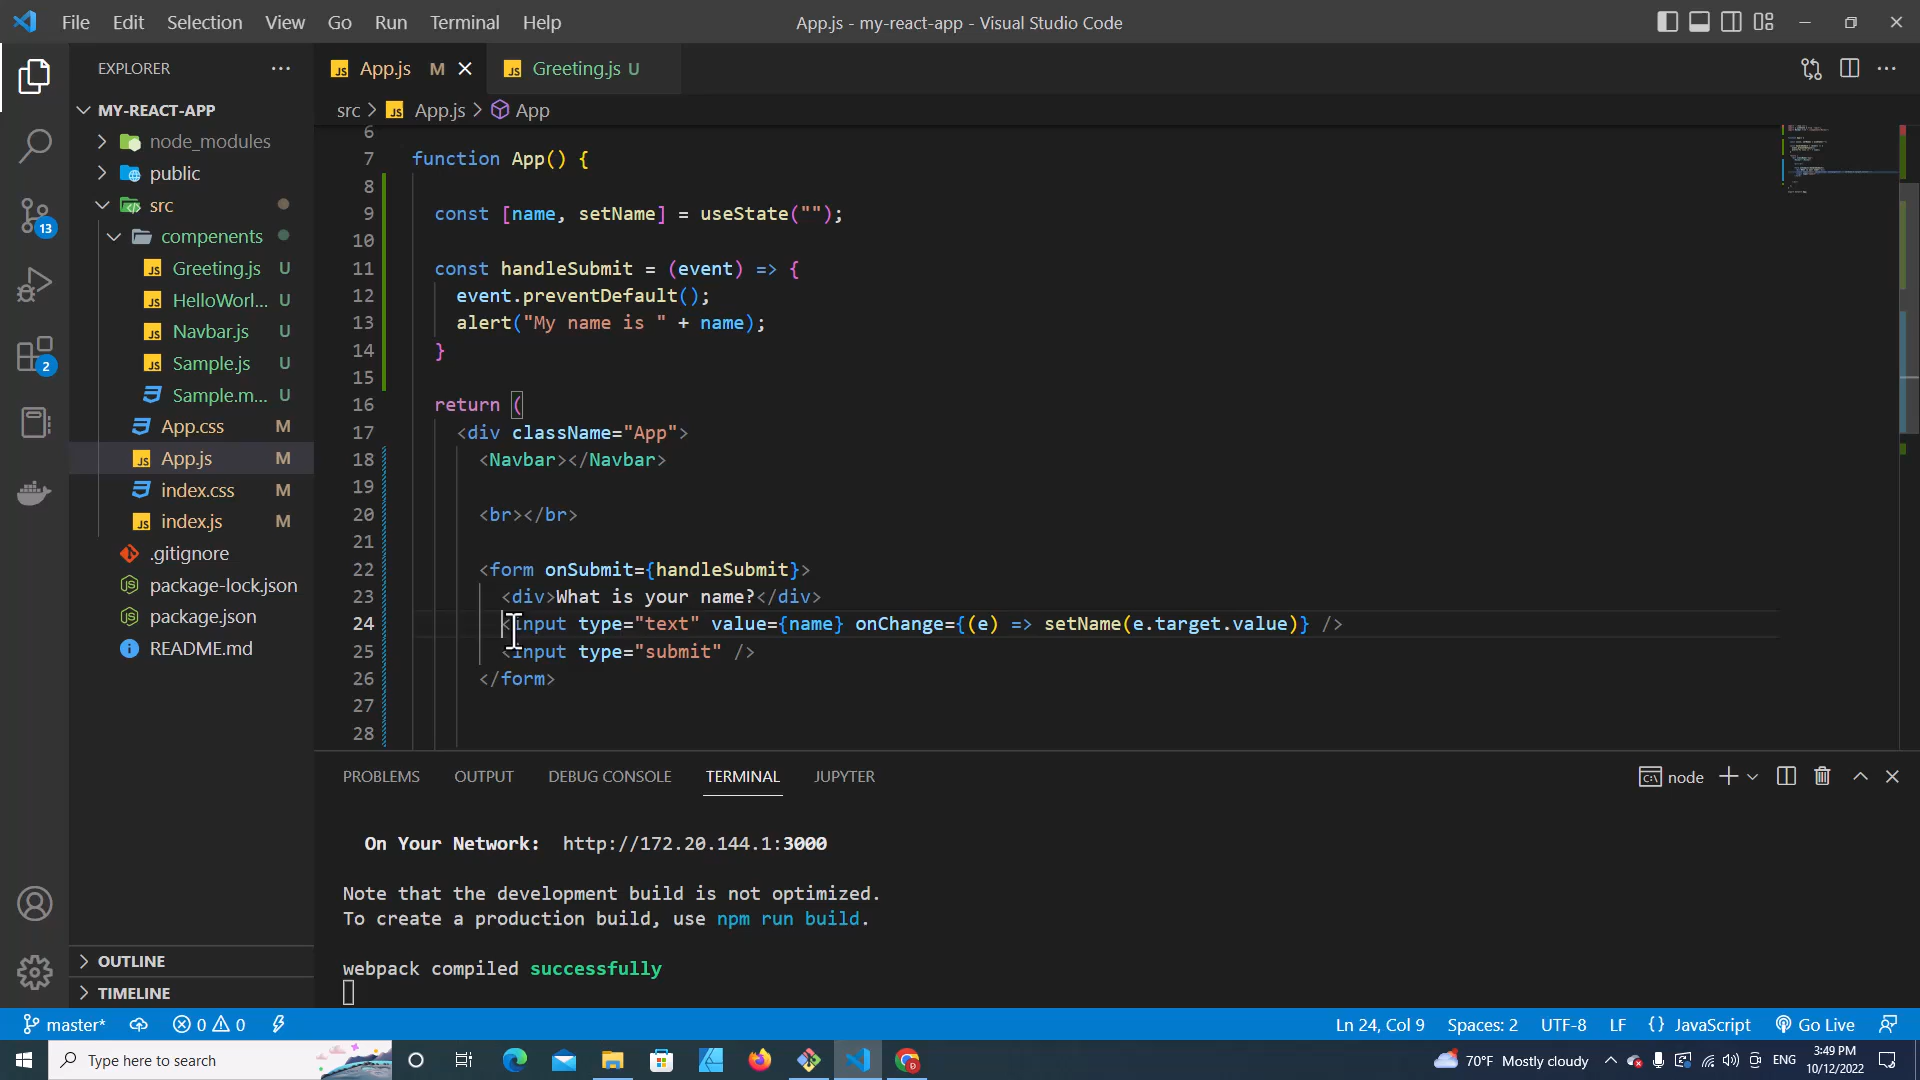 File Edit Selection View Go Run Terminal Help App.js - my-react-app - Visual Studio Code
EXPLORER
MY-REACT-APP
node_modules
public
src
compenents
Greeting.js U
HelloWorl... U
Navbar.js U
Sample.js U
Sample.m... U
App.css M
App.js M
index.css M
index.js M
.gitignore
package-lock.json
package.json
README.md
OUTLINE
TIMELINE
App.js M Greeting.js U
src > App.js > App
6
7 function App() {
8
9 const [name, setName] = useState("");
10
11 const handleSubmit = (event) => {
12 event.preventDefault();
13 alert("My name is " + name);
14 }
15
16 return (
17 <div className="App">
18 <Navbar></Navbar>
19
20 <br></br>
21
22 <form onSubmit={handleSubmit}>
23 <div>What is your name?</div>
24 <input type="text" value={name} onChange={(e) => setName(e.target.value)} />
25 <input type="submit" />
26 </form>
27
28
PROBLEMS OUTPUT DEBUG CONSOLE TERMINAL JUPYTER node
On Your Network: http://172.20.144.1:3000
Note that the development build is not optimized.
To create a production build, use npm run build.
webpack compiled successfully
13
2
master* 0 0 Ln 24, Col 9 Spaces: 2 UTF-8 LF {} JavaScript Go Live
Type here to search 70°F Mostly cloudy ENG 3:49 PM
10/12/2022